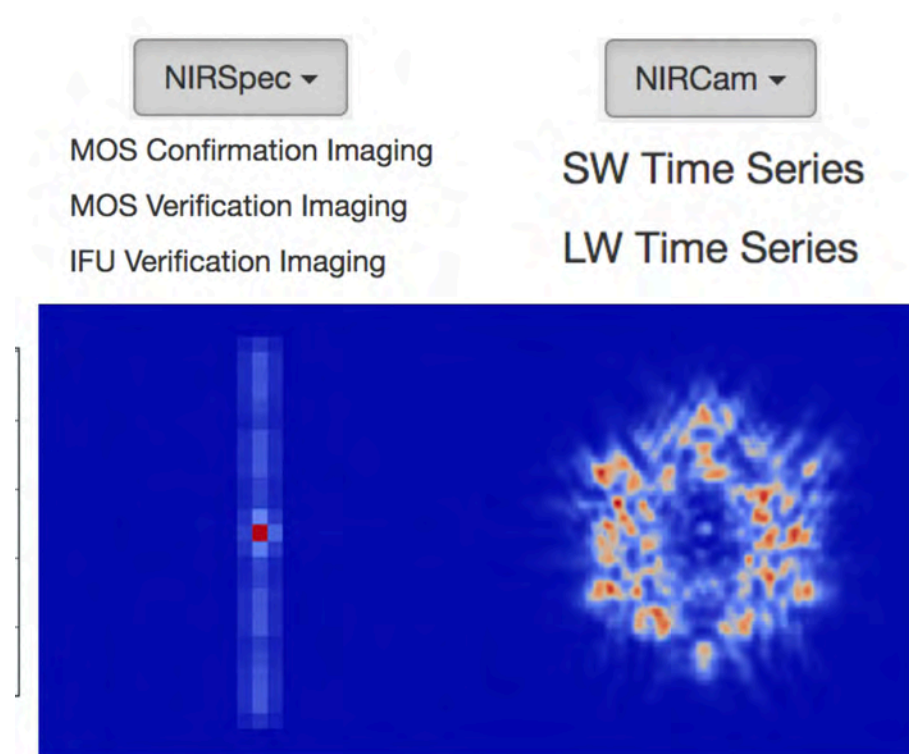 NIRSpec
MOS Confirmation Imaging
MOS Verification Imaging
IFU Verification Imaging
NIRCam
SW Time Series
LW Time Series